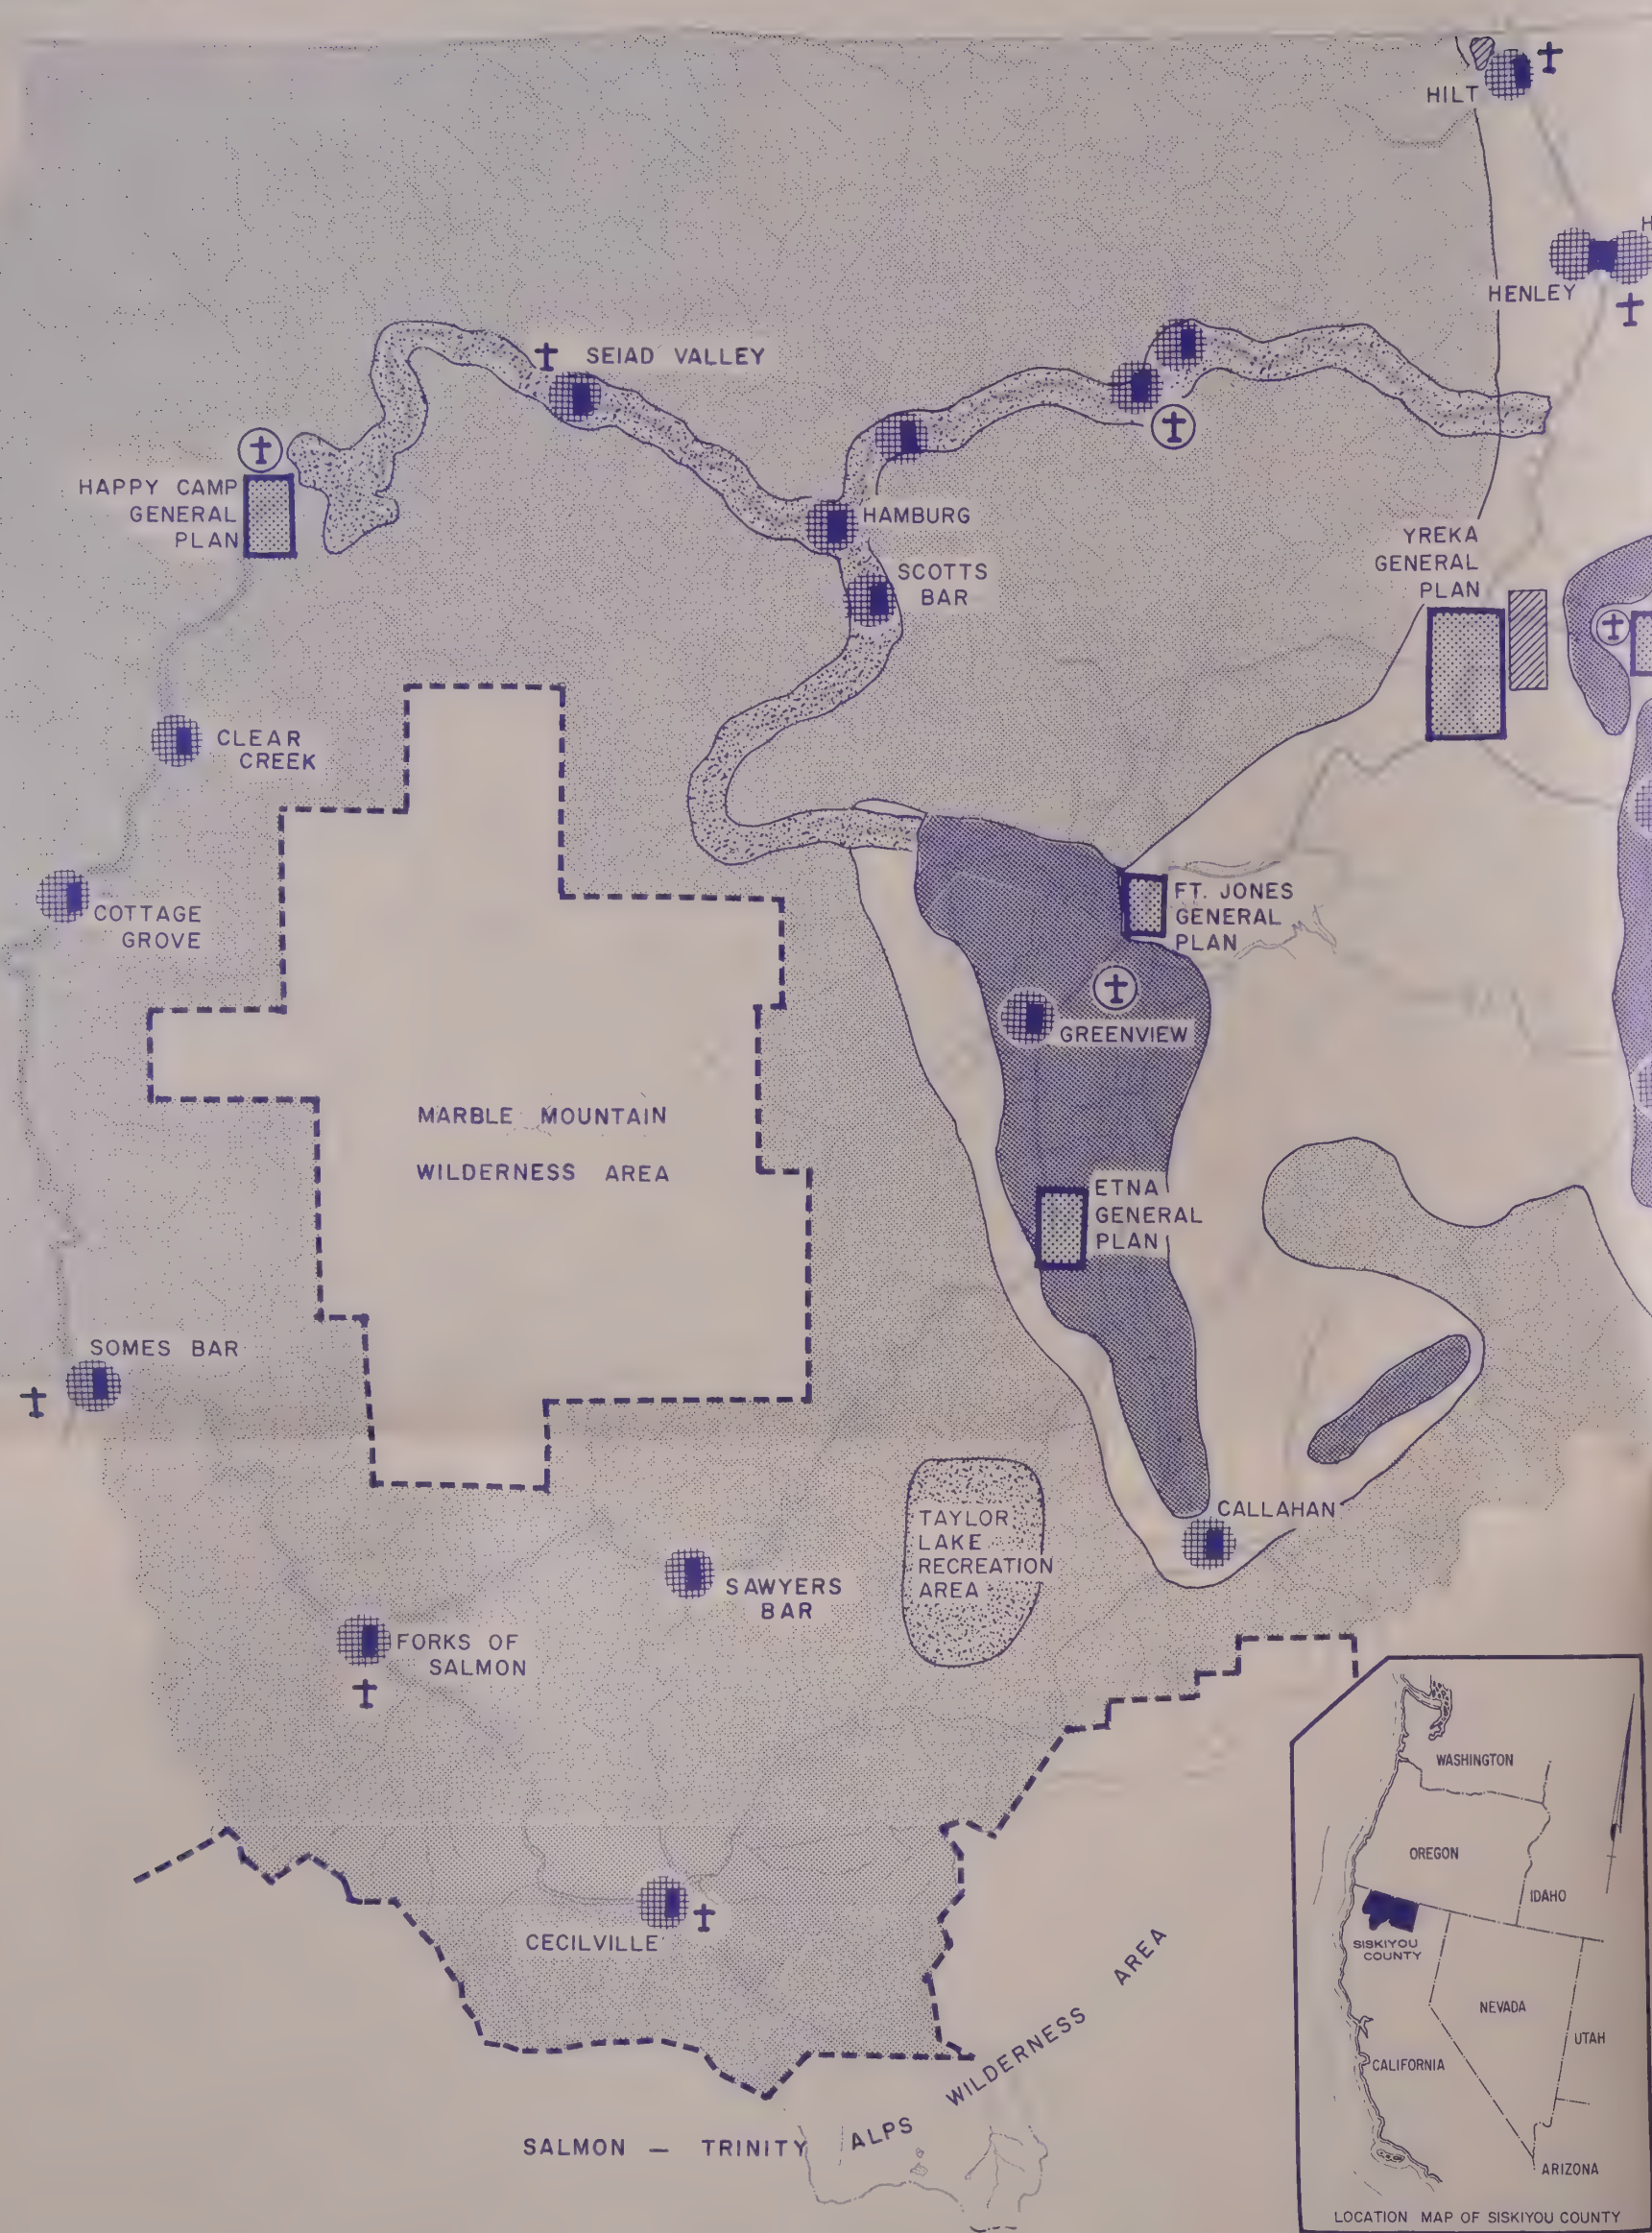 HILT
H
HENLEY
SEIAD VALLEY
HAPPY CAMP
GENERAL
PLAN
HAMBURG
SCOTTS
BAR
YREKA
GENERAL
PLAN
CLEAR
CREEK
COTTAGE
GROVE
FT. JONES
GENERAL
PLAN
GREENVIEW
MARBLE MOUNTAIN
WILDERNESS AREA
ETNA
GENERAL
PLAN
SOMES BAR
CALLAHAN
TAYLOR
LAKE
RECREATION
AREA
SAWYERS
BAR
FORKS OF
SALMON
CECILVILLE
SALMON – TRINITY ALPS WILDERNESS AREA
WASHINGTON
OREGON
IDAHO
SISKIYOU
COUNTY
NEVADA
UTAH
CALIFORNIA
ARIZONA
LOCATION MAP OF SISKIYOU COUNTY